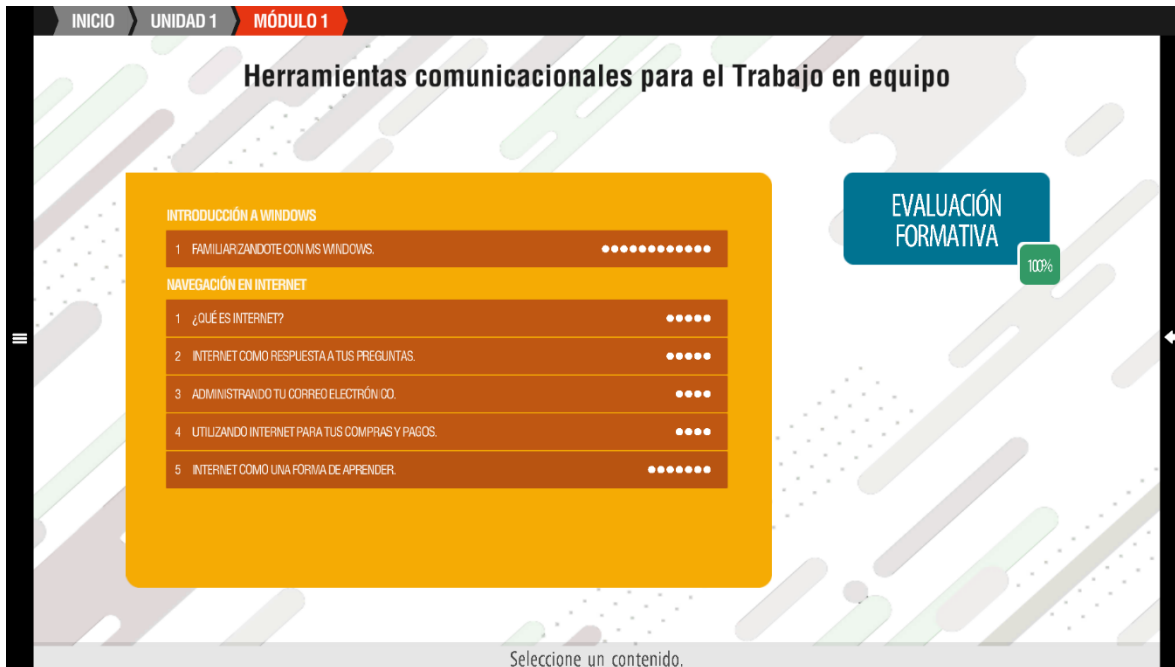 INICIO UNIDAD 1 MÓDULO 1
Herramientas comunicacionales para el Trabajo en equipo
INTRODUCCIÓN A WINDOWS
1 FAMILIARIZANDOTE CON MS WINDOWS.
NAVEGACIÓN EN INTERNET
1 ¿QUÉ ES INTERNET?
2 INTERNET COMO RESPUESTA A TUS PREGUNTAS.
3 ADMINISTRANDO TU CORREO ELECTRÓNICO.
4 UTILIZANDO INTERNET PARA TUS COMPRAS Y PAGOS.
5 INTERNET COMO UNA FORMA DE APRENDER.
EVALUACIÓN
FORMATIVA
100%
Seleccione un contenido.